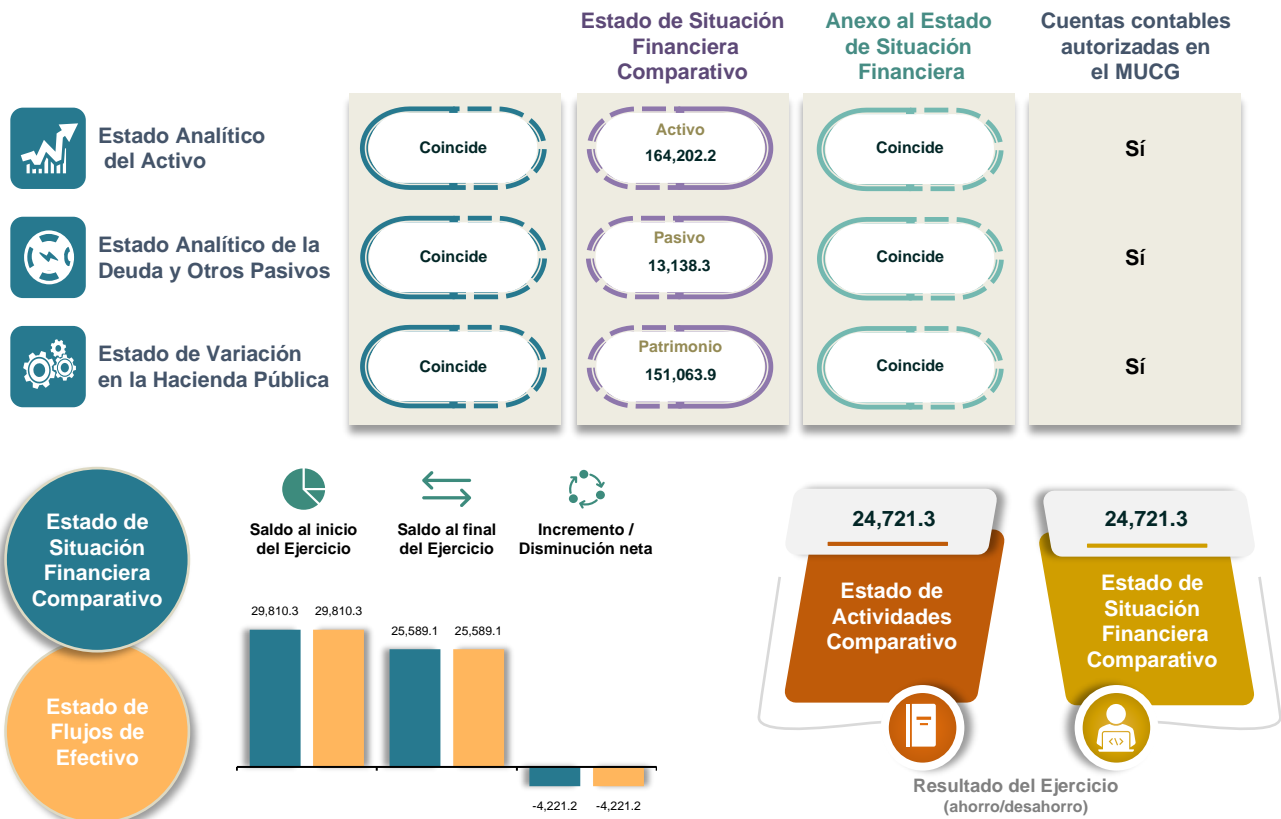 Estado de Situación
Financiera
Comparativo
Anexo al Estado
de Situación
Financiera
Cuentas contables
autorizadas en
el MUCG
Estado Analítico
del Activo
Coincide
Activo
164,202.2
Coincide
Sí
Estado Analítico de la
Deuda y Otros Pasivos
Coincide
Pasivo
13,138.3
Coincide
Sí
Estado de Variación
en la Hacienda Pública
Coincide
Patrimonio
151,063.9
Coincide
Sí
Estado de
Situación
Financiera
Comparativo
Estado de
Flujos de
Efectivo
Saldo al inicio
del Ejercicio
Saldo al final
del Ejercicio
Incremento /
Disminución neta
29,810.3 29,810.3
25,589.1 25,589.1
-4,221.2 -4,221.2
24,721.3
Estado de
Actividades
Comparativo
24,721.3
Estado de
Situación
Financiera
Comparativo
Resultado del Ejercicio
(ahorro/desahorro)